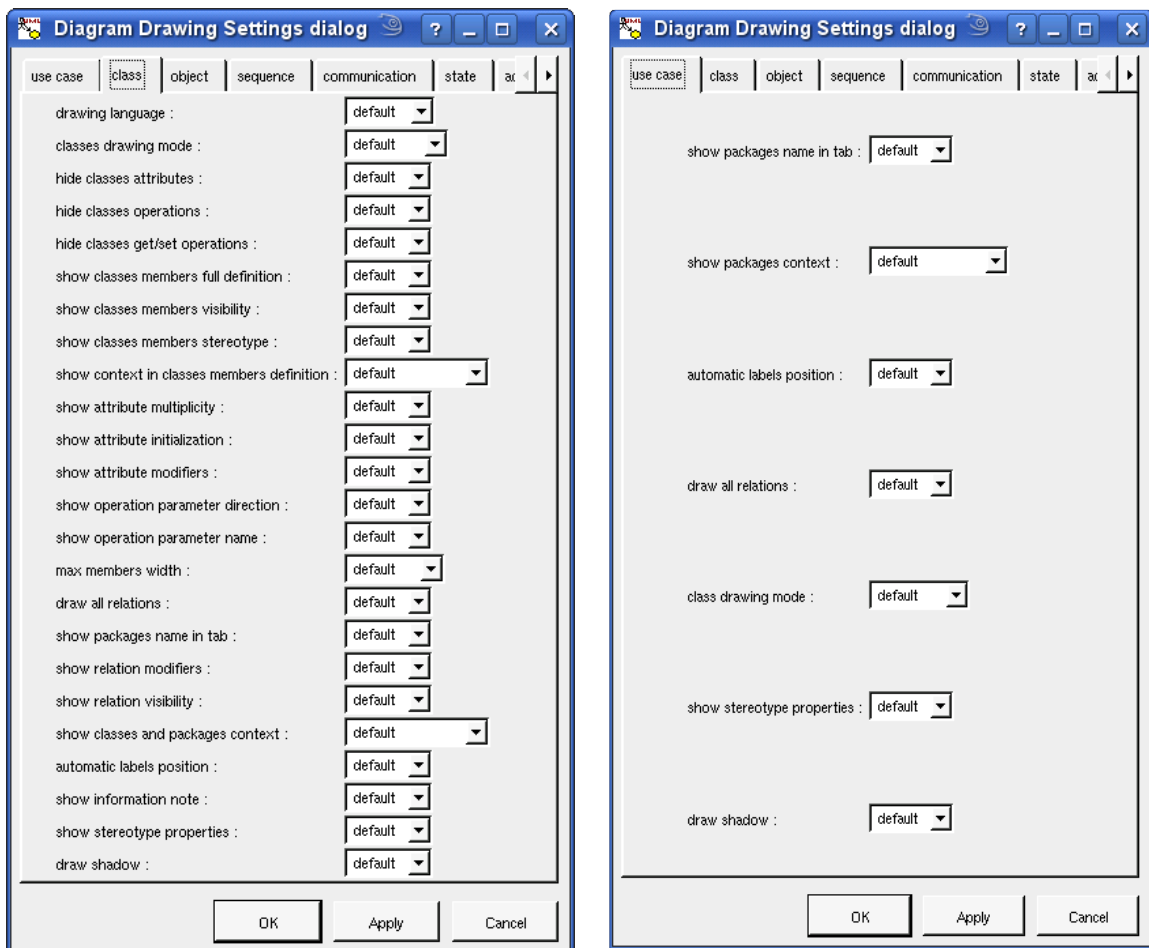 Diagram Drawing Settings dialog ? _ □ ×
use case class object sequence communication state
drawing language : default
classes drawing mode : default
hide classes attributes : default
hide classes operations : default
hide classes get/set operations : default
show classes members full definition : default
show classes members visibility : default
show classes members stereotype : default
show context in classes members definition : default
show attribute multiplicity : default
show attribute initialization : default
show attribute modifiers : default
show operation parameter direction : default
show operation parameter name : default
max members width : default
draw all relations : default
show packages name in tab : default
show relation modifiers : default
show relation visibility : default
show classes and packages context : default
automatic labels position : default
show information note : default
show stereotype properties : default
draw shadow : default
OK Apply Cancel
Diagram Drawing Settings dialog ? _ □ ×
use case class object sequence communication state
show packages name in tab : default
show packages context : default
automatic labels position : default
draw all relations : default
class drawing mode : default
show stereotype properties : default
draw shadow : default
OK Apply Cancel